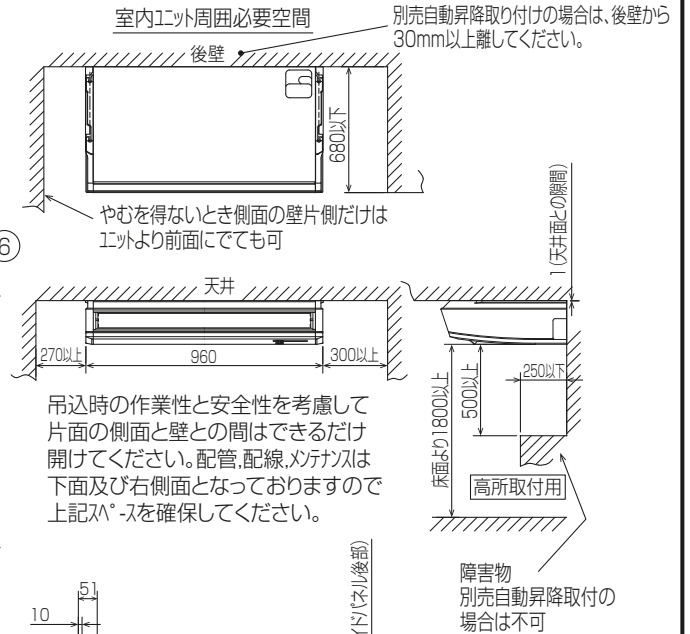 室内ユニット周囲必要空間
別売自動昇降取り付けの場合は、後壁から
30mm以上離してください。
後壁
680以下
やむを得ないとき側面の壁片側だけは
ユニットより前面にでても可
6
天井
1(天井面との隙間)
270以上
960
300以上
床面より1800以上
500以上
250以下
吊込時の作業性と安全性を考慮して
片面の側面と壁との間はできるだけ
開けてください。配管,配線,メンテナンスは
下面及び右側面となっておりますので
上記スペースを確保してください。
高所取付用
障害物
別売自動昇降取付の
場合は不可
51
10
イドパネル後部)